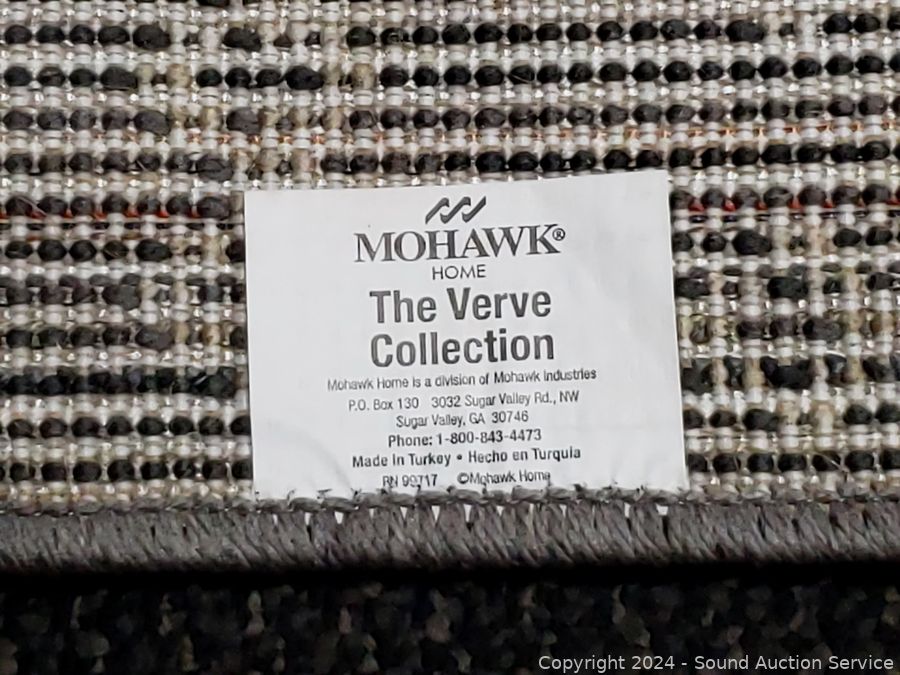 MOHAWK®
HOME
The Verve
Collection
Mohawk Home is a division of Mohawk Industries
P.O. Box 130 3032 Sugar Valley Rd., NW
Sugar Valley, GA 30746
Phone: 1-800-843-4473
Made In Turkey • Hecho en Turquia
RN 99717 ©Mohawk Home
Copyright © 2024 - Sound Auction Service